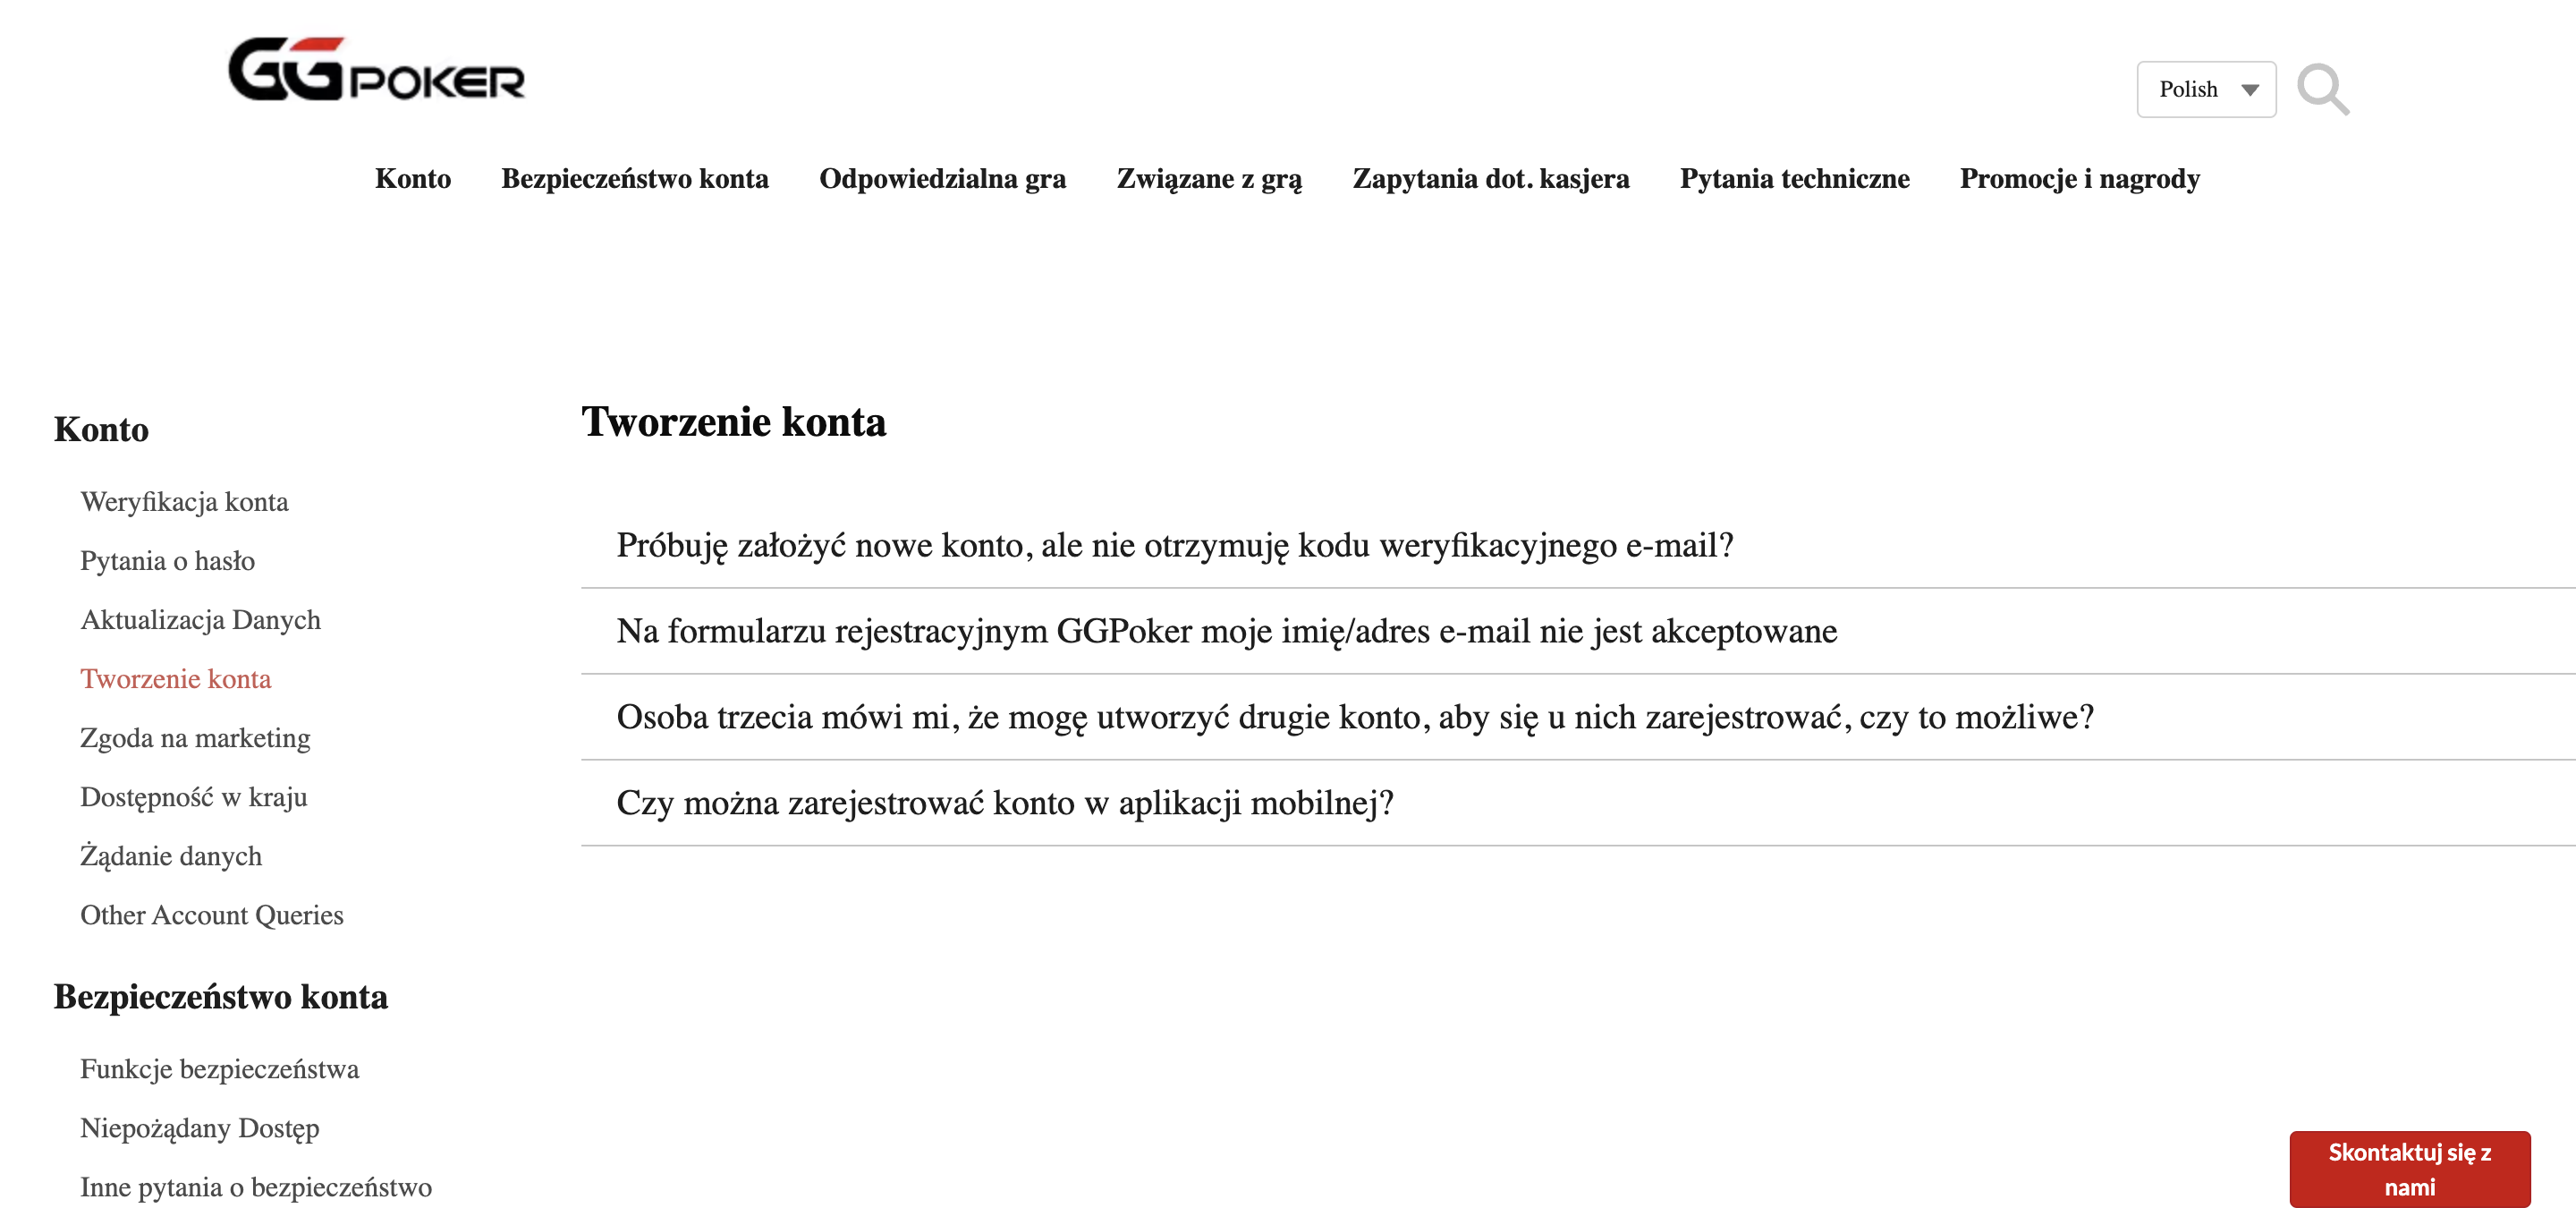 GGPOKER
Polish
Konto Bezpieczeństwo konta Odpowiedzialna gra Związane z grą Zapytania dot. kasjera Pytania techniczne Promocje i nagrody
Konto
Weryfikacja konta
Pytania o hasło
Aktualizacja Danych
Tworzenie konta
Zgoda na marketing
Dostępność w kraju
Żądanie danych
Other Account Queries
Bezpieczeństwo konta
Funkcje bezpieczeństwa
Niepożądany Dostęp
Inne pytania o bezpieczeństwo
Tworzenie konta
Próbuję założyć nowe konto, ale nie otrzymuję kodu weryfikacyjnego e-mail?
Na formularzu rejestracyjnym GGPoker moje imię/adres e-mail nie jest akceptowane
Osoba trzecia mówi mi, że mogę utworzyć drugie konto, aby się u nich zarejestrować, czy to możliwe?
Czy można zarejestrować konto w aplikacji mobilnej?
Skontaktuj się z
nami